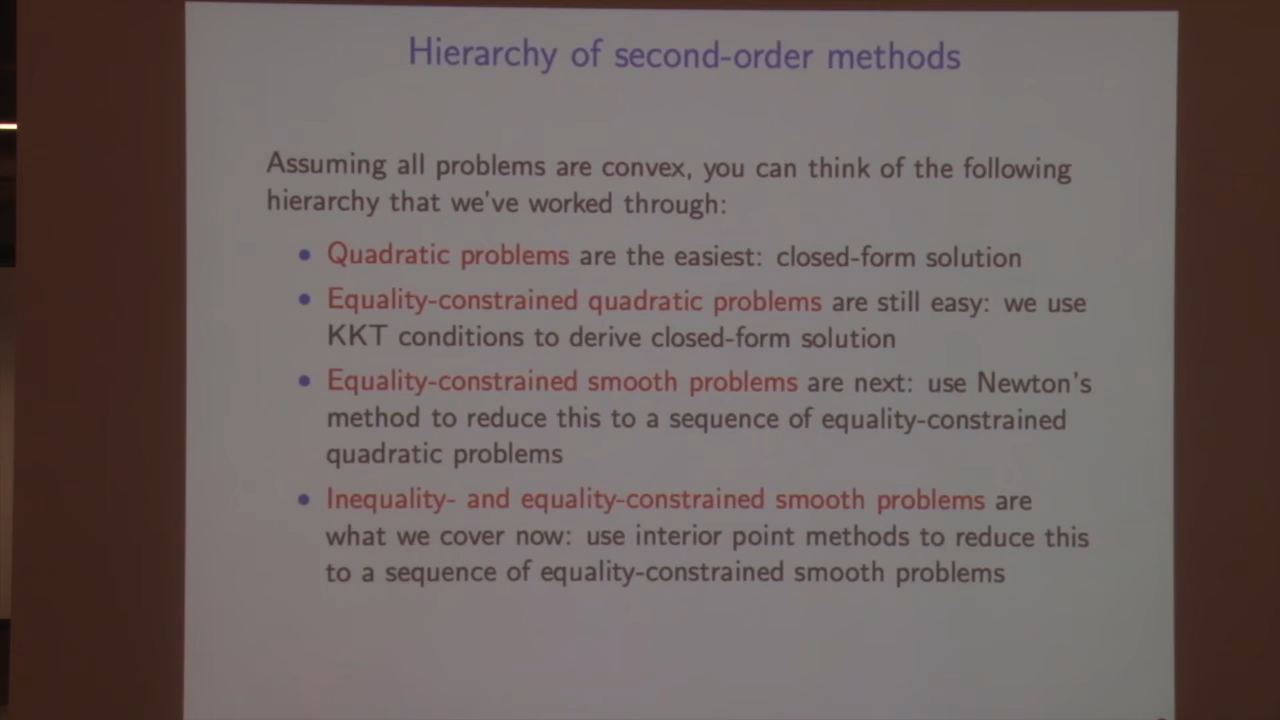 Hierarchy of second-order methods
Assuming all problems are convex, you can think of the following
hierarchy that we've worked through:
• Quadratic problems are the easiest: closed-form solution
• Equality-constrained quadratic problems are still easy: we use
KKT conditions to derive closed-form solution
• Equality-constrained smooth problems are next: use Newton's
method to reduce this to a sequence of equality-constrained
quadratic problems
• Inequality- and equality-constrained smooth problems are
what we cover now: use interior point methods to reduce this
to a sequence of equality-constrained smooth problems